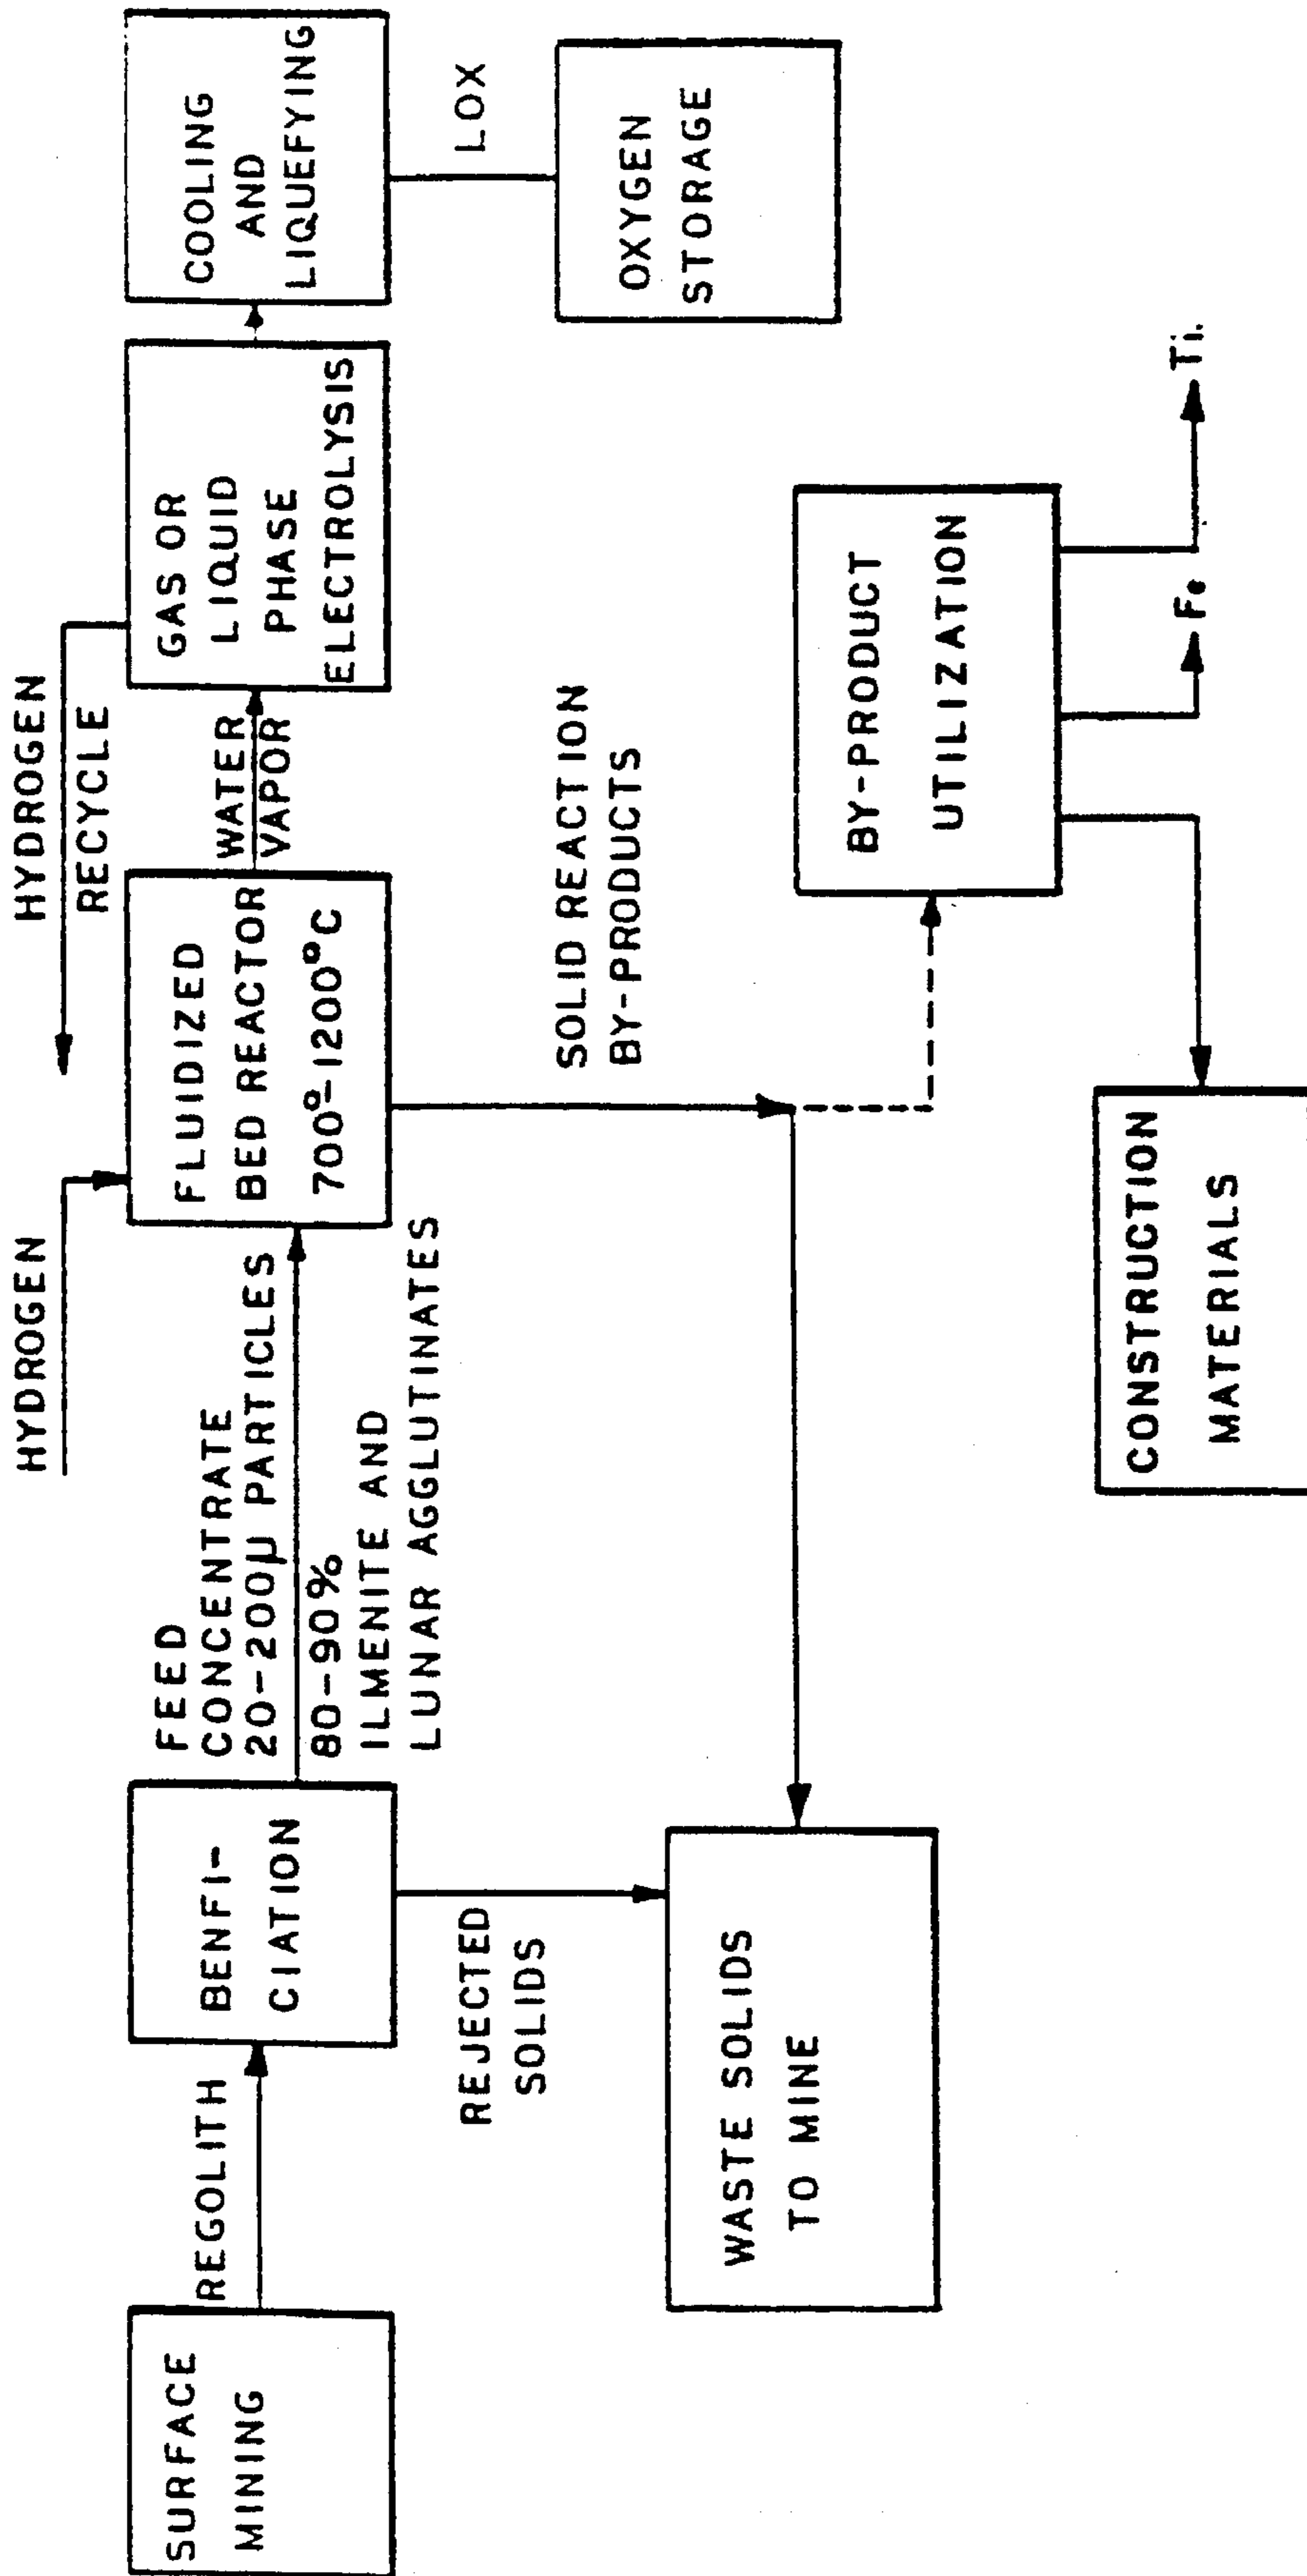 SURFACE
MINING
REGOLITH
BENFI-
CIATION
REJECTED
SOLIDS
WASTE SOLIDS
TO MINE
FEED
CONCENTRATE
20-200µ PARTICLES
80-90%
ILMENITE AND
LUNAR AGGLUTINATES
HYDROGEN
FLUIDIZED
BED REACTOR
700°-1200°C
HYDROGEN
RECYCLE
WATER
VAPOR
GAS OR
LIQUID
PHASE
ELECTROLYSIS
COOLING
AND
LIQUEFYING
LOX
OXYGEN
STORAGE
SOLID REACTION
BY-PRODUCTS
BY-PRODUCT
UTILIZATION
Fe
Ti.
CONSTRUCTION
MATERIALS